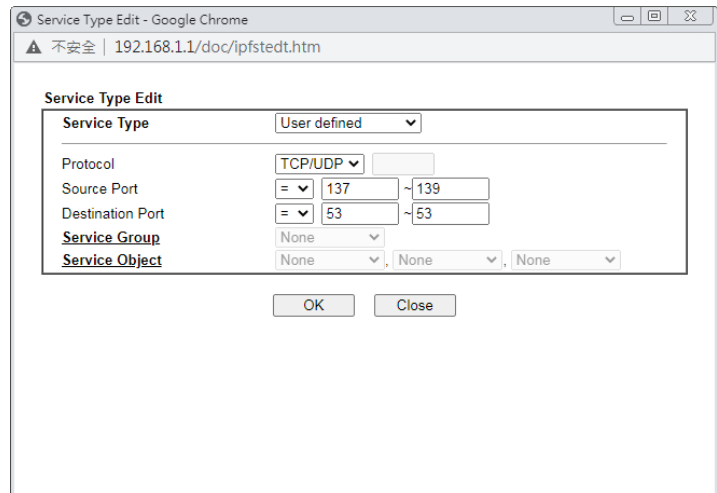 Service Type Edit - Google Chrome
不安全 | 192.168.1.1/doc/ipfstedt.htm
Service Type Edit
Service Type User defined
Protocol TCP/UDP
Source Port = 137 ~ 139
Destination Port = 53 ~ 53
Service Group None
Service Object None , None , None
OK Close